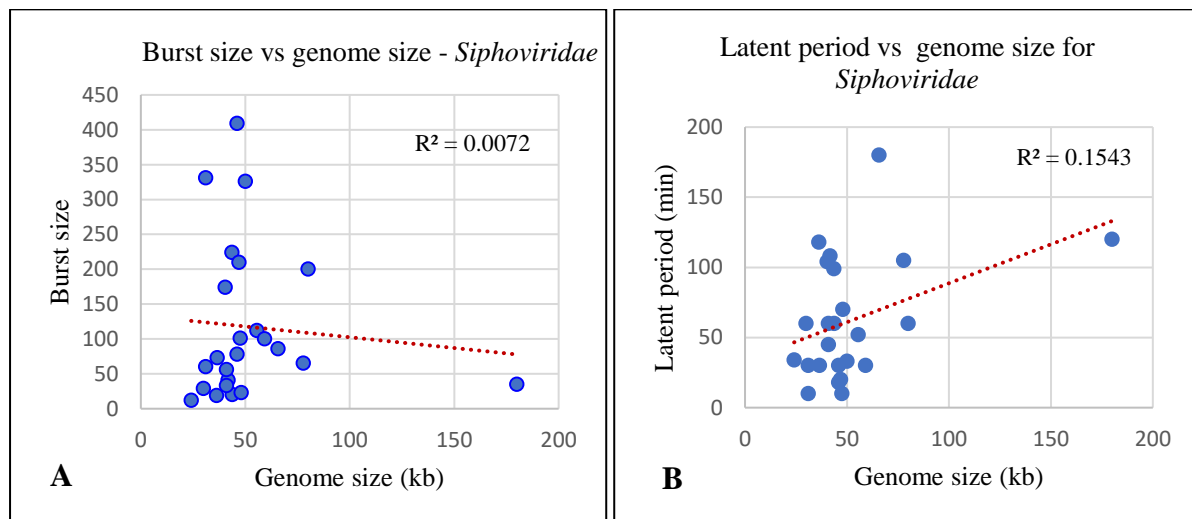 Burst size vs genome size - Siphoviridae
450
400
350
300
250
200
150
100
50
0
R² = 0.0072
Burst size
0 50 100 150 200
Genome size (kb)
A
Latent period vs genome size for
Siphoviridae
200
150
100
50
0
R² = 0.1543
Latent period (min)
0 50 100 150 200
Genome size (kb)
B